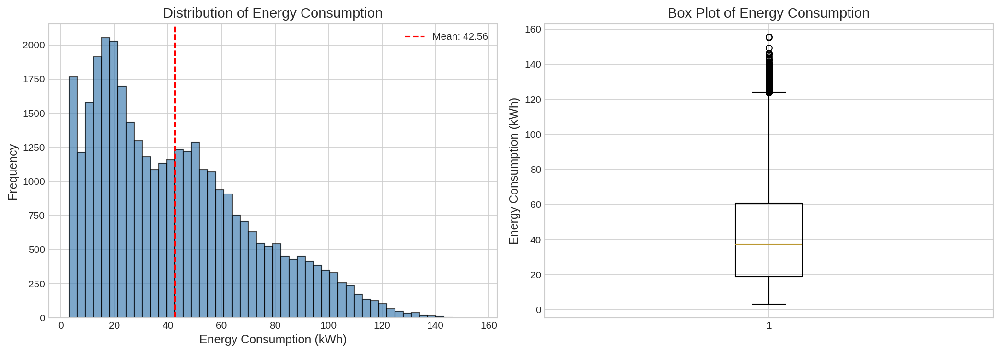 Distribution of Energy Consumption
Mean: 42.56
Frequency
2000
1750
1500
1250
1000
750
500
250
0
0 20 40 60 80 100 120 140 160
Energy Consumption (kWh)
Box Plot of Energy Consumption
Energy Consumption (kWh)
160
140
120
100
80
60
40
20
0
1